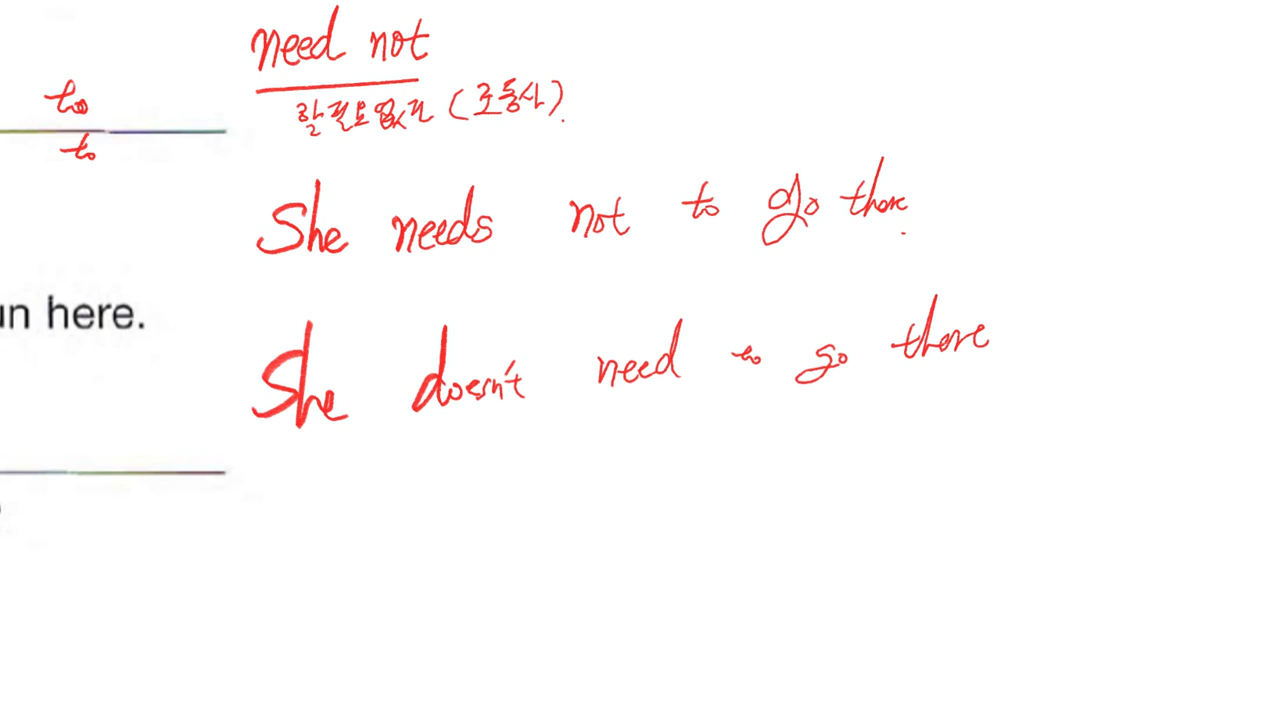 need not
할 필요 없다 (조동사).
to
to
She needs not to go there.
un here.
She doesn't need to go there